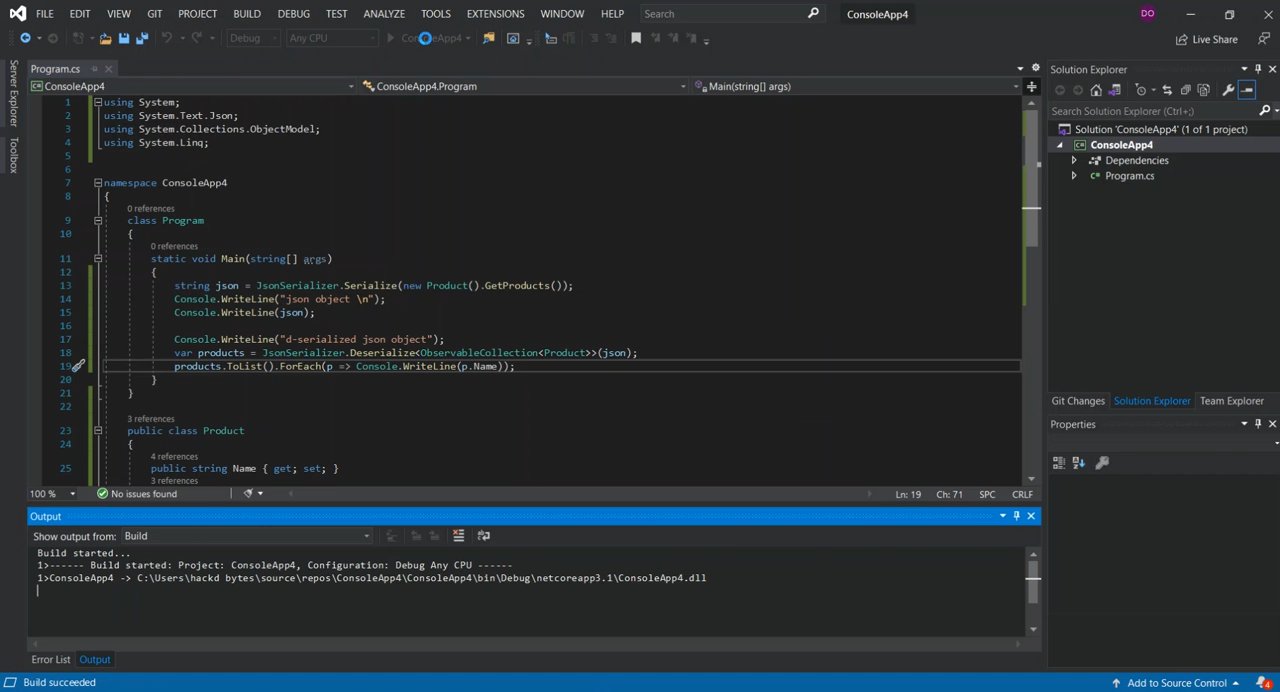 FILE EDIT VIEW GIT PROJECT BUILD DEBUG TEST ANALYZE TOOLS EXTENSIONS WINDOW HELP Search ConsoleApp4 DO
Debug Any CPU ConsoleApp4 Live Share
Server Explorer
Toolbox
Program.cs
ConsoleApp4 ConsoleApp4.Program Main(string[] args)
1 using System;
2 using System.Text.Json;
3 using System.Collections.ObjectModel;
4 using System.Linq;
5
6
7 namespace ConsoleApp4
8 {
0 references
9 class Program
10 {
0 references
11 static void Main(string[] args)
12 {
13 string json = JsonSerializer.Serialize(new Product().GetProducts());
14 Console.WriteLine("json object \n");
15 Console.WriteLine(json);
16
17 Console.WriteLine("d-serialized json object");
18 var products = JsonSerializer.Deserialize<ObservableCollection<Product>>(json);
19 products.ToList().ForEach(p => Console.WriteLine(p.Name));
20 }
21 }
22
3 references
23 public class Product
24 {
4 references
25 public string Name { get; set; }
3 references
100 % No issues found Ln: 19 Ch: 71 SPC CRLF
Output
Show output from: Build
Build started...
1>------ Build started: Project: ConsoleApp4, Configuration: Debug Any CPU ------
1>ConsoleApp4 -> C:\Users\hackd bytes\source\repos\ConsoleApp4\ConsoleApp4\bin\Debug\netcoreapp3.1\ConsoleApp4.dll
Error List Output
Solution Explorer
Search Solution Explorer (Ctrl+;)
Solution 'ConsoleApp4' (1 of 1 project)
ConsoleApp4
Dependencies
Program.cs
Git Changes Solution Explorer Team Explorer
Properties
Build succeeded Add to Source Control 4